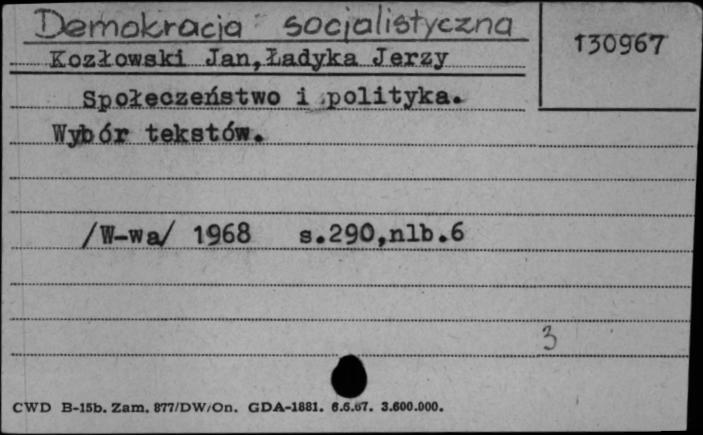 Demokracja socjalistyczna
130967
Kozłowski Jan, Ładyka Jerzy
Społeczeństwo i polityka.
Wybór tekstów.
/W-wa/ 1968 s.290,nlb.6
3
CWD B-15b. Zam. 877/DW/On. GDA-1881. 6.6.67. 3.600.000.